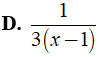 D. 1/(3(x−1))